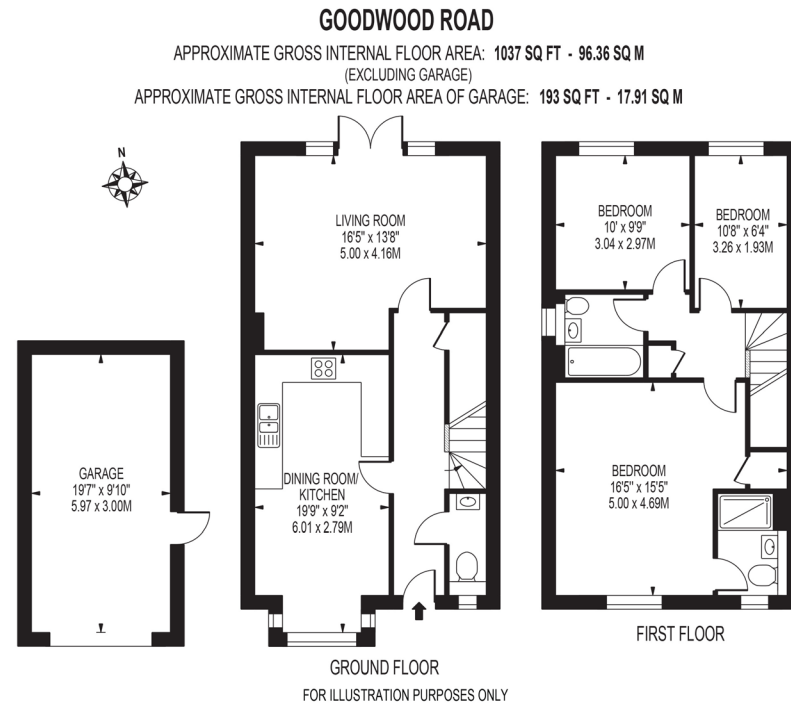 GOODWOOD ROAD
APPROXIMATE GROSS INTERNAL FLOOR AREA: 1037 SQ FT - 96.36 SQ M
(EXCLUDING GARAGE)
APPROXIMATE GROSS INTERNAL FLOOR AREA OF GARAGE: 193 SQ FT - 17.91 SQ M
N
GARAGE
19'7" x 9'10"
5.97 x 3.00M
LIVING ROOM
16'5" x 13'8"
5.00 x 4.16M
DINING ROOM/
KITCHEN
19'9" x 9'2"
6.01 x 2.79M
GROUND FLOOR
BEDROOM
10' x 9'9"
3.04 x 2.97M
BEDROOM
10'8" x 6'4"
3.26 x 1.93M
BEDROOM
16'5" x 15'5"
5.00 x 4.69M
FIRST FLOOR
FOR ILLUSTRATION PURPOSES ONLY